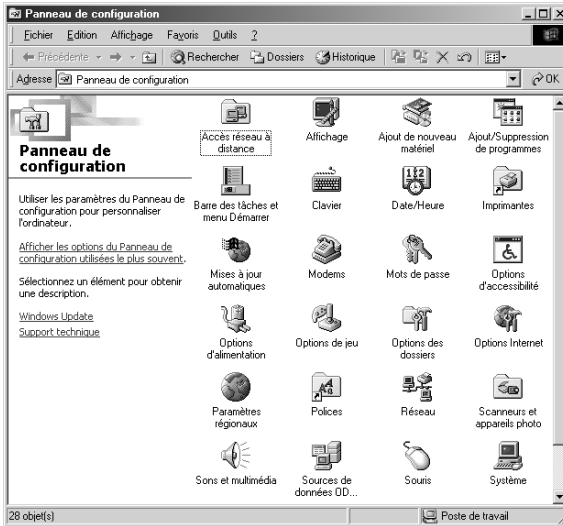 Panneau de configuration
Fichier Edition Affichage Favoris Outils ?
Précédente Rechercher Dossiers Historique
Adresse Panneau de configuration OK
Panneau de
configuration
Utiliser les paramètres du Panneau de
configuration pour personnaliser
l'ordinateur.
Afficher les options du Panneau de
configuration utilisées le plus souvent.
Sélectionnez un élément pour obtenir
une description.
Windows Update
Support technique
Accès réseau à
distance
Affichage
Ajout de nouveau
matériel
Ajout/Suppression
de programmes
Barre des tâches et
menu Démarrer
Clavier
Date/Heure
Imprimantes
Mises à jour
automatiques
Modems
Mots de passe
Options
d'accessibilité
Options
d'alimentation
Options de jeu
Options des
dossiers
Options Internet
Paramètres
régionaux
Polices
Réseau
Scanneurs et
appareils photo
Sons et multimédia
Sources de
données OD...
Souris
Système
28 objet(s)
Poste de travail